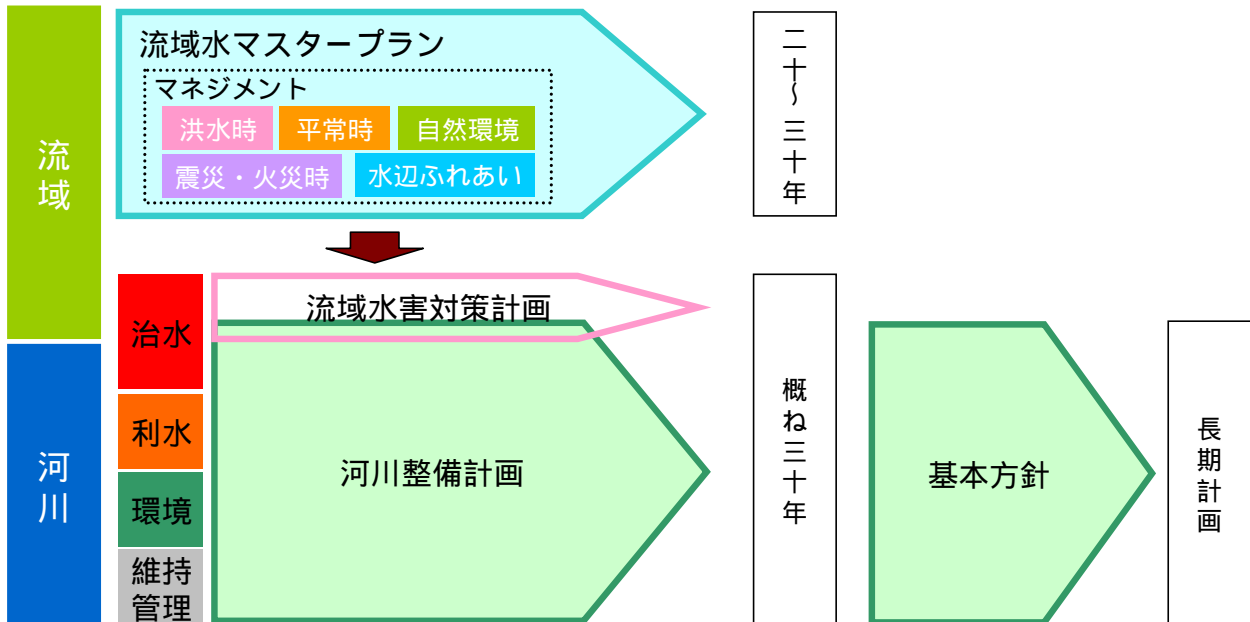 流域
流域水マスタープラン
マネジメント
洪水時 平常時 自然環境
震災・火災時 水辺ふれあい
二十～三十年
治水
流域水害対策計画
河川
利水
環境
維持
管理
河川整備計画
概ね三十年
基本方針
長期計画